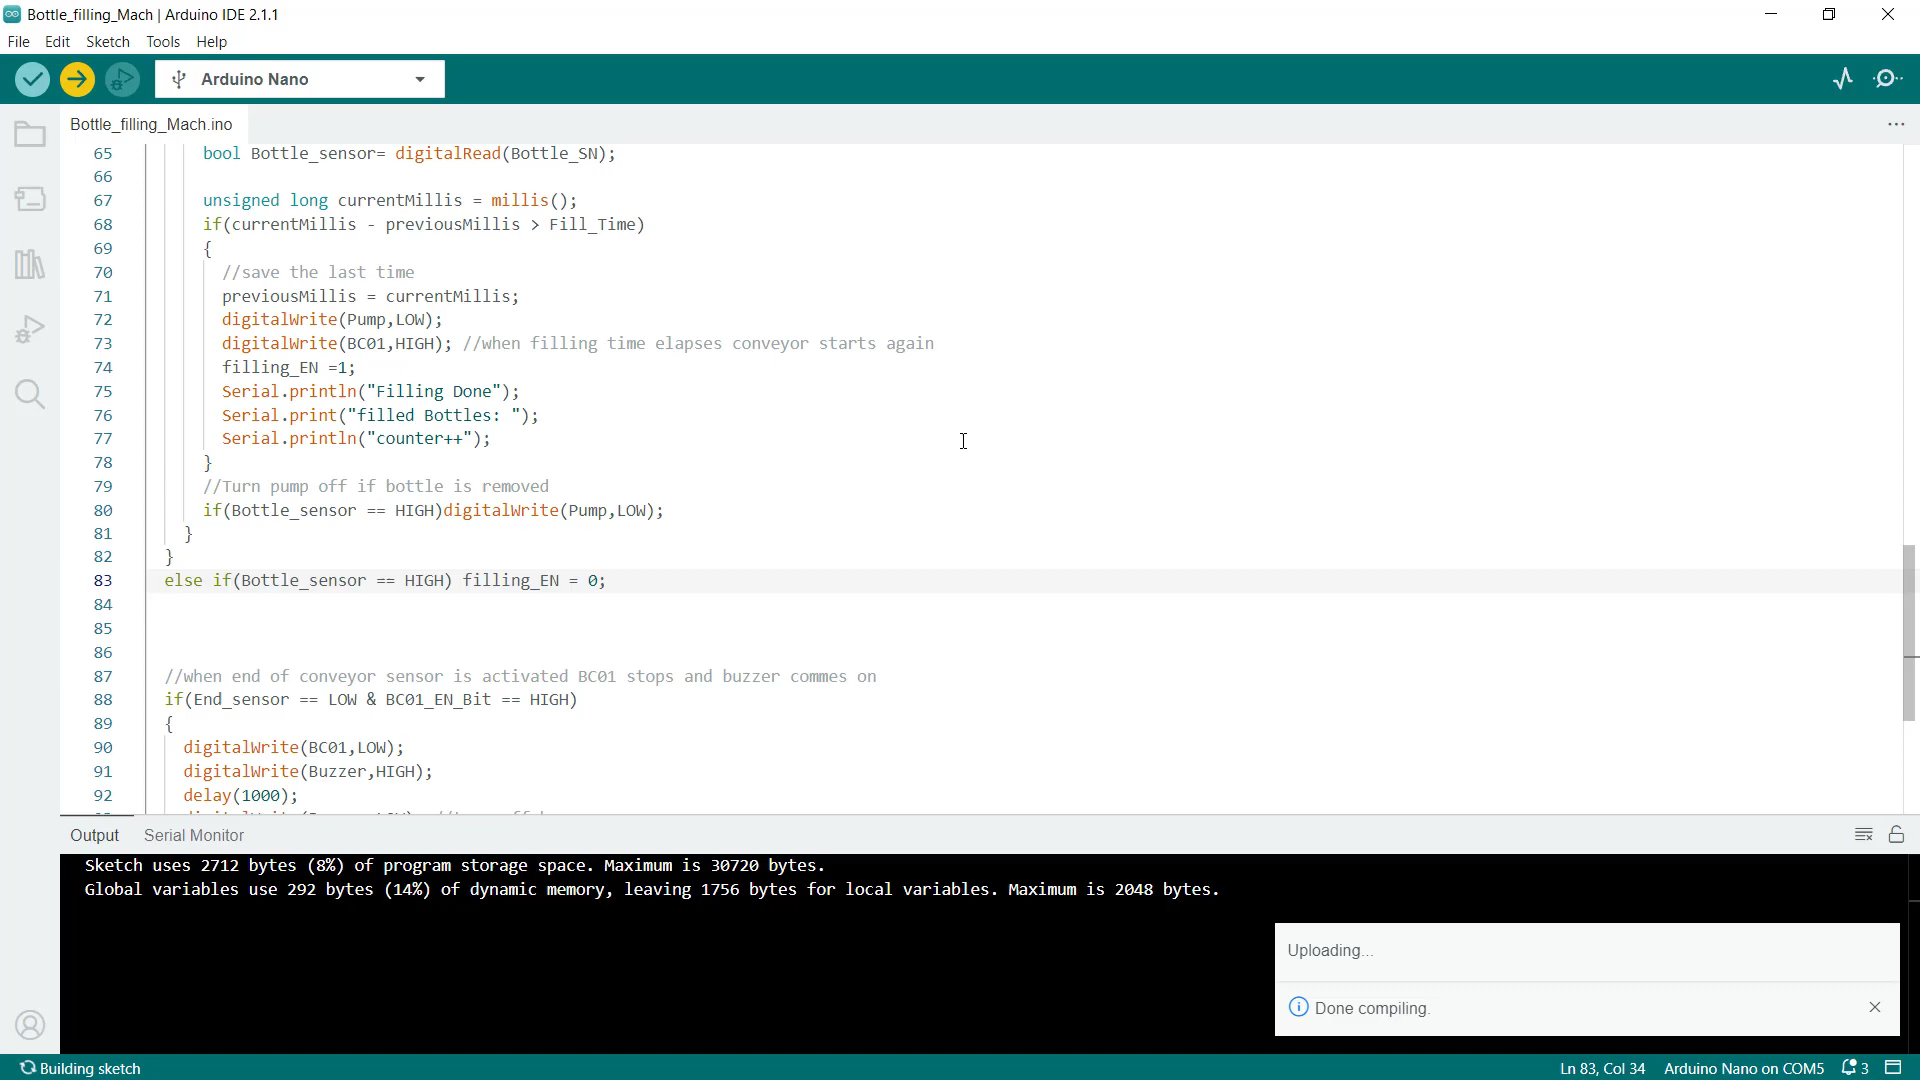 Bottle_filling_Mach | Arduino IDE 2.1.1
File Edit Sketch Tools Help
Arduino Nano
Bottle_filling_Mach.ino
65 bool Bottle_sensor= digitalRead(Bottle_SN);
66
67 unsigned long currentMillis = millis();
68 if(currentMillis - previousMillis > Fill_Time)
69 {
70 //save the last time
71 previousMillis = currentMillis;
72 digitalWrite(Pump,LOW);
73 digitalWrite(BC01,HIGH); //when filling time elapses conveyor starts again
74 filling_EN =1;
75 Serial.println("Filling Done");
76 Serial.print("filled Bottles: ");
77 Serial.println("counter++");
78 }
79 //Turn pump off if bottle is removed
80 if(Bottle_sensor == HIGH)digitalWrite(Pump,LOW);
81 }
82 }
83 else if(Bottle_sensor == HIGH) filling_EN = 0;
84
85
86
87 //when end of conveyor sensor is activated BC01 stops and buzzer commes on
88 if(End_sensor == LOW & BC01_EN_Bit == HIGH)
89 {
90 digitalWrite(BC01,LOW);
91 digitalWrite(Buzzer,HIGH);
92 delay(1000);
Output Serial Monitor
Sketch uses 2712 bytes (8%) of program storage space. Maximum is 30720 bytes.
Global variables use 292 bytes (14%) of dynamic memory, leaving 1756 bytes for local variables. Maximum is 2048 bytes.
Uploading...
Done compiling.
Building sketch
Ln 83, Col 34 Arduino Nano on COM5 3